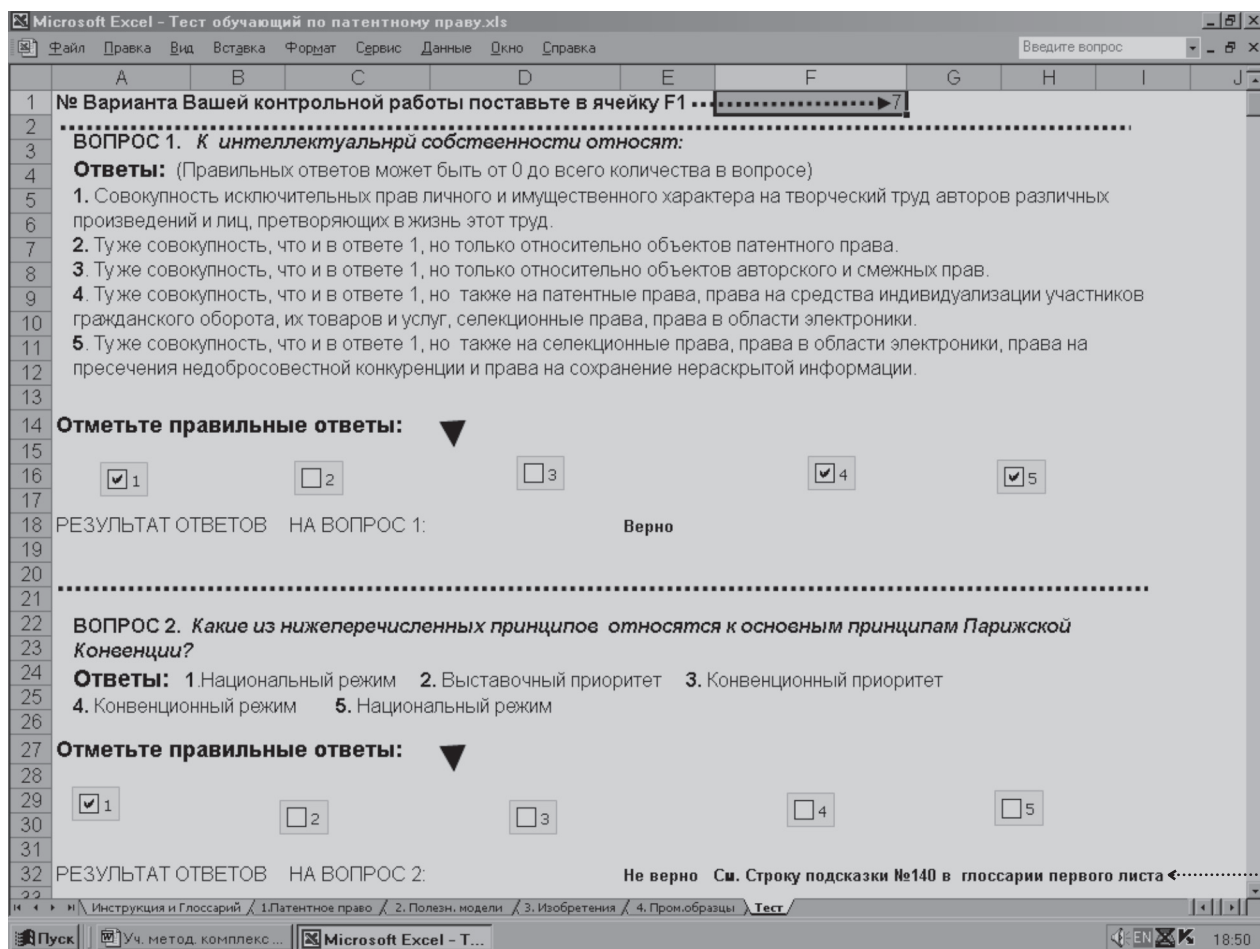 Microsoft Excel - Тест обучающий по патентному праву.xls
Файл Правка Вид Вставка Формат Сервис Данные Окно Справка Введите вопрос
A B C D E F G H I J
1 № Варианта Вашей контрольной работы поставьте в ячейку F1 7
2
3 ВОПРОС 1. К интеллектуальнрй собственности относят:
4 Ответы: (Правильных ответов может быть от 0 до всего количества в вопросе)
5 1. Совокупность исключительных прав личного и имущественного характера на творческий труд авторов различных
6 произведений и лиц, претворяющих в жизнь этот труд.
7 2. Ту же совокупность, что и в ответе 1, но только относительно объектов патентного права.
8 3. Ту же совокупность, что и в ответе 1, но только относительно объектов авторского и смежных прав.
9 4. Ту же совокупность, что и в ответе 1, но также на патентные права, права на средства индивидуализации участников
10 гражданского оборота, их товаров и услуг, селекционные права, права в области электроники.
11 5. Ту же совокупность, что и в ответе 1, но также на селекционные права, права в области электроники, права на
12 пресечения недобросовестной конкуренции и права на сохранение нераскрытой информации.
13
14 Отметьте правильные ответы:
15
16 1 2 3 4 5
17
18 РЕЗУЛЬТАТ ОТВЕТОВ НА ВОПРОС 1: Верно
19
20
21
22 ВОПРОС 2. Какие из нижеперечисленных принципов относятся к основным принципам Парижской
23 Конвенции?
24 Ответы: 1.Национальный режим 2. Выставочный приоритет 3. Конвенционный приоритет
25 4. Конвенционный режим 5. Национальный режим
26
27 Отметьте правильные ответы:
28
29 1 2 3 4 5
30
31
32 РЕЗУЛЬТАТ ОТВЕТОВ НА ВОПРОС 2: Не верно См. Строку подсказки №140 в глоссарии первого листа
33
Инструкция и Глоссарий / 1.Патентное право / 2. Полезн. модели / 3. Изобретения / 4. Пром.образцы \ Тест /
Пуск Уч. метод. комплекс ... Microsoft Excel - Т... EN 18:50